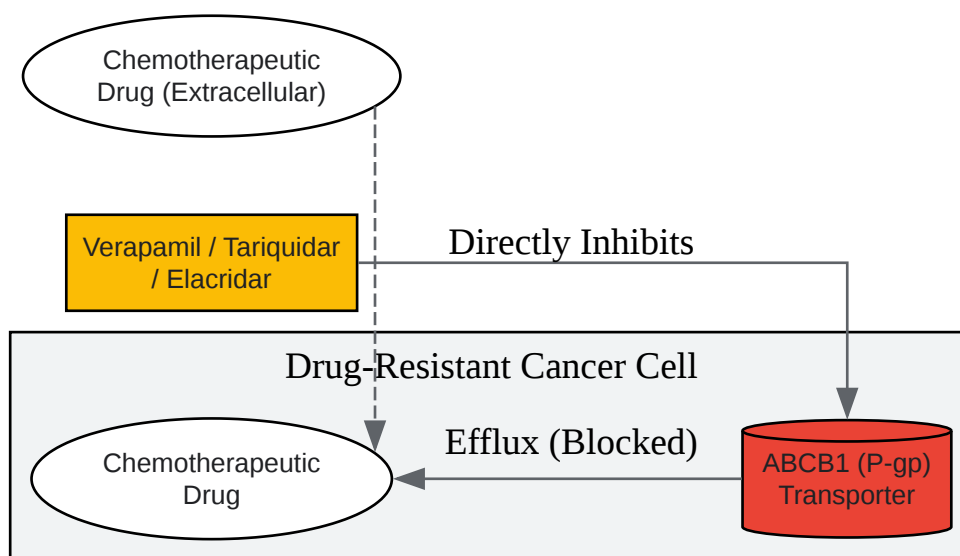 Chemotherapeutic
Drug (Extracellular)
Verapamil / Tariquidar
/ Elacridar
Directly Inhibits
Drug-Resistant Cancer Cell
Chemotherapeutic
Drug
Efflux (Blocked)
ABCB1 (P-gp)
Transporter